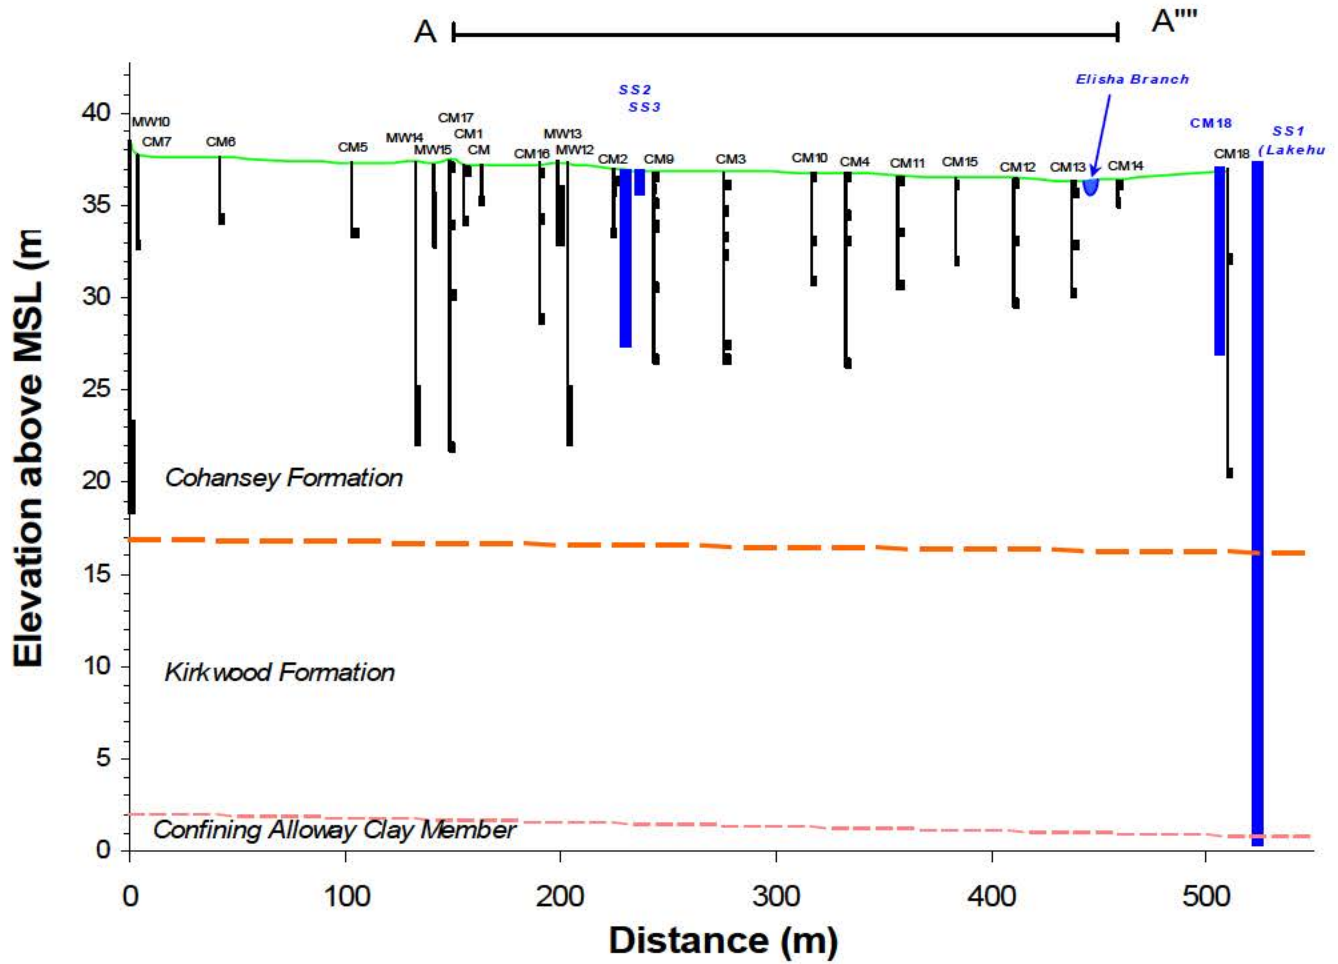 A A""
SS2
SS3
Elisha Branch
MW10
CM7
CM6
CM5
MW14
MW15
CM17
CM1
CM
CM16
MW13
MW12
CM2
CM9
CM3
CM10
CM4
CM11
CM15
CM12
CM13
CM14
CM18
CM18
SS1
(Lakehu
40
35
30
25
20
15
10
5
0
Elevation above MSL (m
Cohansey Formation
Kirkwood Formation
Confining Alloway Clay Member
0 100 200 300 400 500
Distance (m)